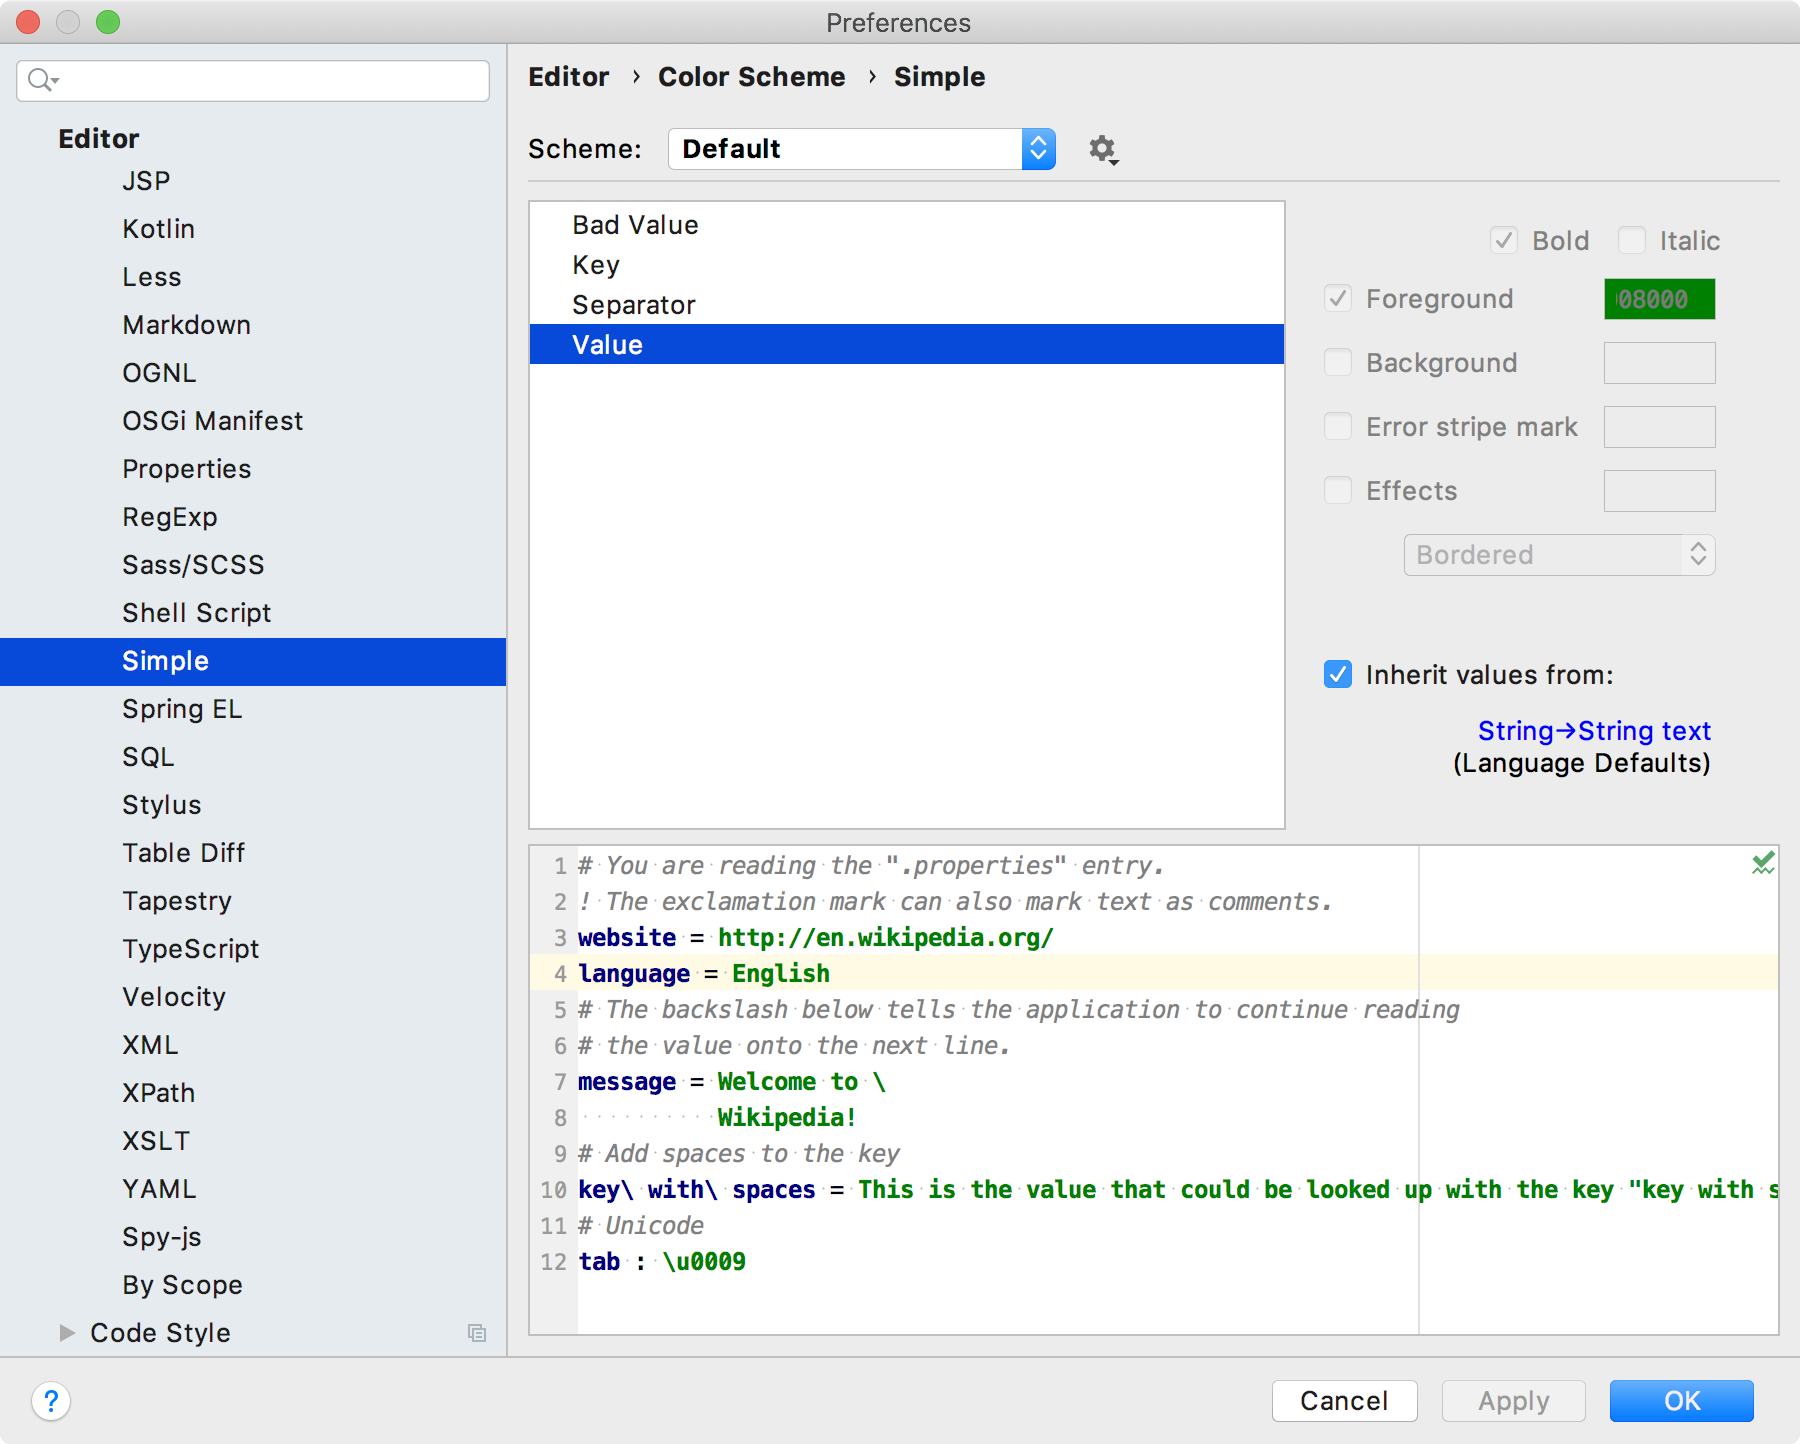 Preferences
Editor
JSP
Kotlin
Less
Markdown
OGNL
OSGi Manifest
Properties
RegExp
Sass/SCSS
Shell Script
Simple
Spring EL
SQL
Stylus
Table Diff
Tapestry
TypeScript
Velocity
XML
XPath
XSLT
YAML
Spy-js
By Scope
Code Style
Editor › Color Scheme › Simple
Scheme: Default
Bad Value
Key
Separator
Value
Bold Italic
Foreground 08000
Background
Error stripe mark
Effects
Bordered
Inherit values from:
String→String text
(Language Defaults)
1 # You are reading the ".properties" entry.
2 ! The exclamation mark can also mark text as comments.
3 website = http://en.wikipedia.org/
4 language = English
5 # The backslash below tells the application to continue reading
6 # the value onto the next line.
7 message = Welcome to \
8 Wikipedia!
9 # Add spaces to the key
10 key\ with\ spaces = This is the value that could be looked up with the key "key with s
11 # Unicode
12 tab : \u0009
?
Cancel Apply OK